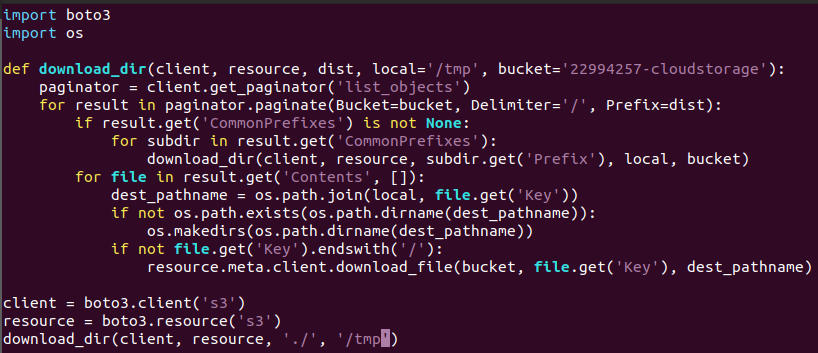 import boto3
import os

def download_dir(client, resource, dist, local='/tmp', bucket='22994257-cloudstorage'):
    paginator = client.get_paginator('list_objects')
    for result in paginator.paginate(Bucket=bucket, Delimiter='/', Prefix=dist):
        if result.get('CommonPrefixes') is not None:
            for subdir in result.get('CommonPrefixes'):
                download_dir(client, resource, subdir.get('Prefix'), local, bucket)
        for file in result.get('Contents', []):
            dest_pathname = os.path.join(local, file.get('Key'))
            if not os.path.exists(os.path.dirname(dest_pathname)):
                os.makedirs(os.path.dirname(dest_pathname))
            if not file.get('Key').endswith('/'):
                resource.meta.client.download_file(bucket, file.get('Key'), dest_pathname)

client = boto3.client('s3')
resource = boto3.resource('s3')
download_dir(client, resource, './', '/tmp')